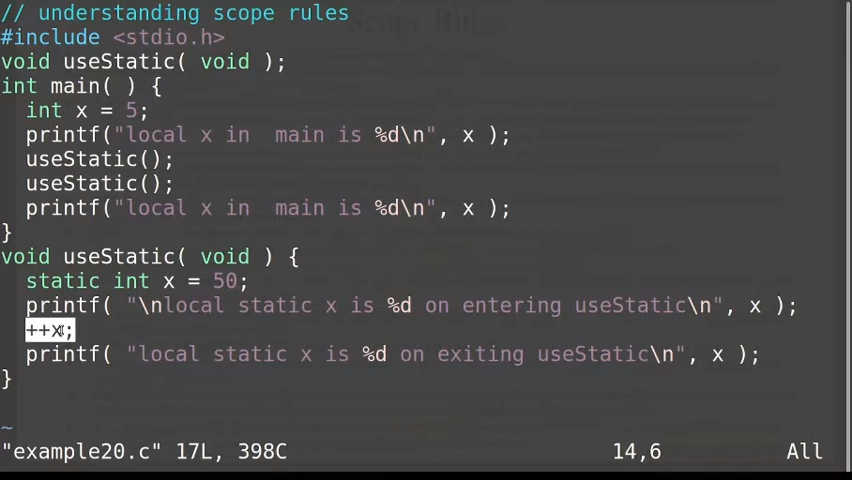 // understanding scope rules
#include <stdio.h>
void useStatic( void );
int main( ) {
  int x = 5;
  printf("local x in  main is %d\n", x );
  useStatic();
  useStatic();
  printf("local x in  main is %d\n", x );
}
void useStatic( void ) {
  static int x = 50;
  printf( "\nlocal static x is %d on entering useStatic\n", x );
  ++x;
  printf( "local static x is %d on exiting useStatic\n", x );
}
~
"example20.c" 17L, 398C 14,6 All